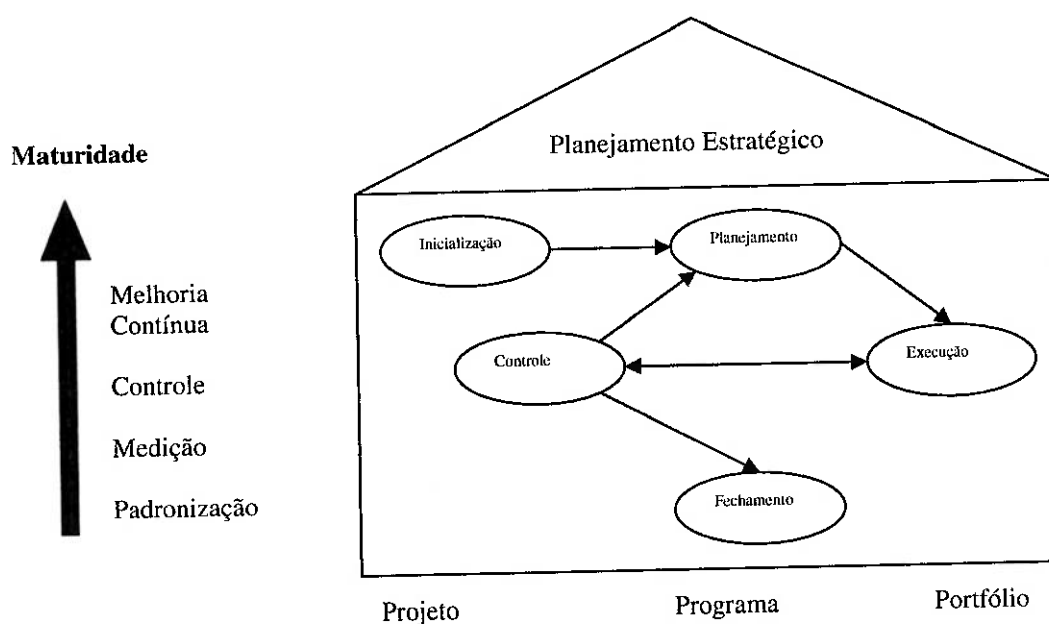 Planejamento Estratégico
Maturidade
Inicialização
Planejamento
Melhoria
Contínua
Controle
Execução
Controle
Medição
Padronização
Fechamento
Projeto
Programa
Portfólio